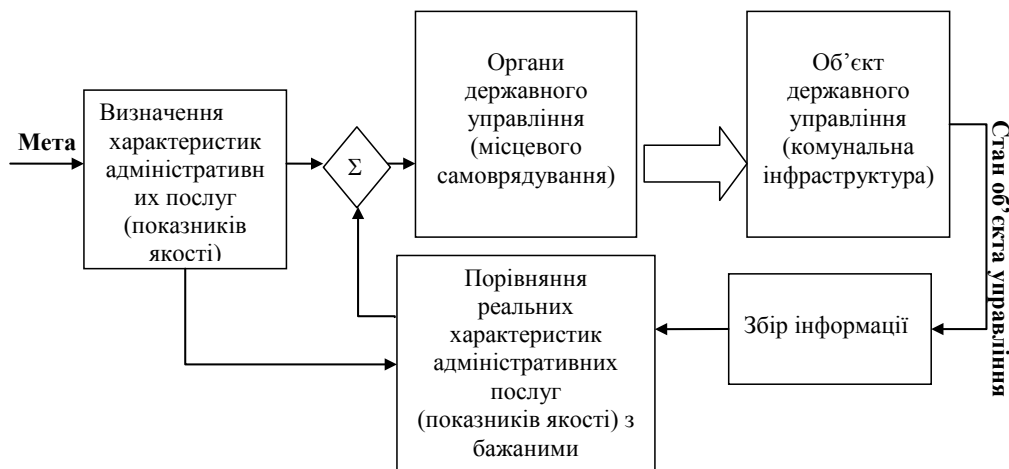 Мета
Визначення
характеристик
адміністративн
их послуг
(показників
якості)
Σ
Органи
державного
управління
(місцевого
самоврядування)
Об’єкт
державного
управління
(комунальна
інфраструктура)
Стан об’єкта управління
Збір інформації
Порівняння
реальних
характеристик
адміністративних
послуг
(показників якості) з
бажаними